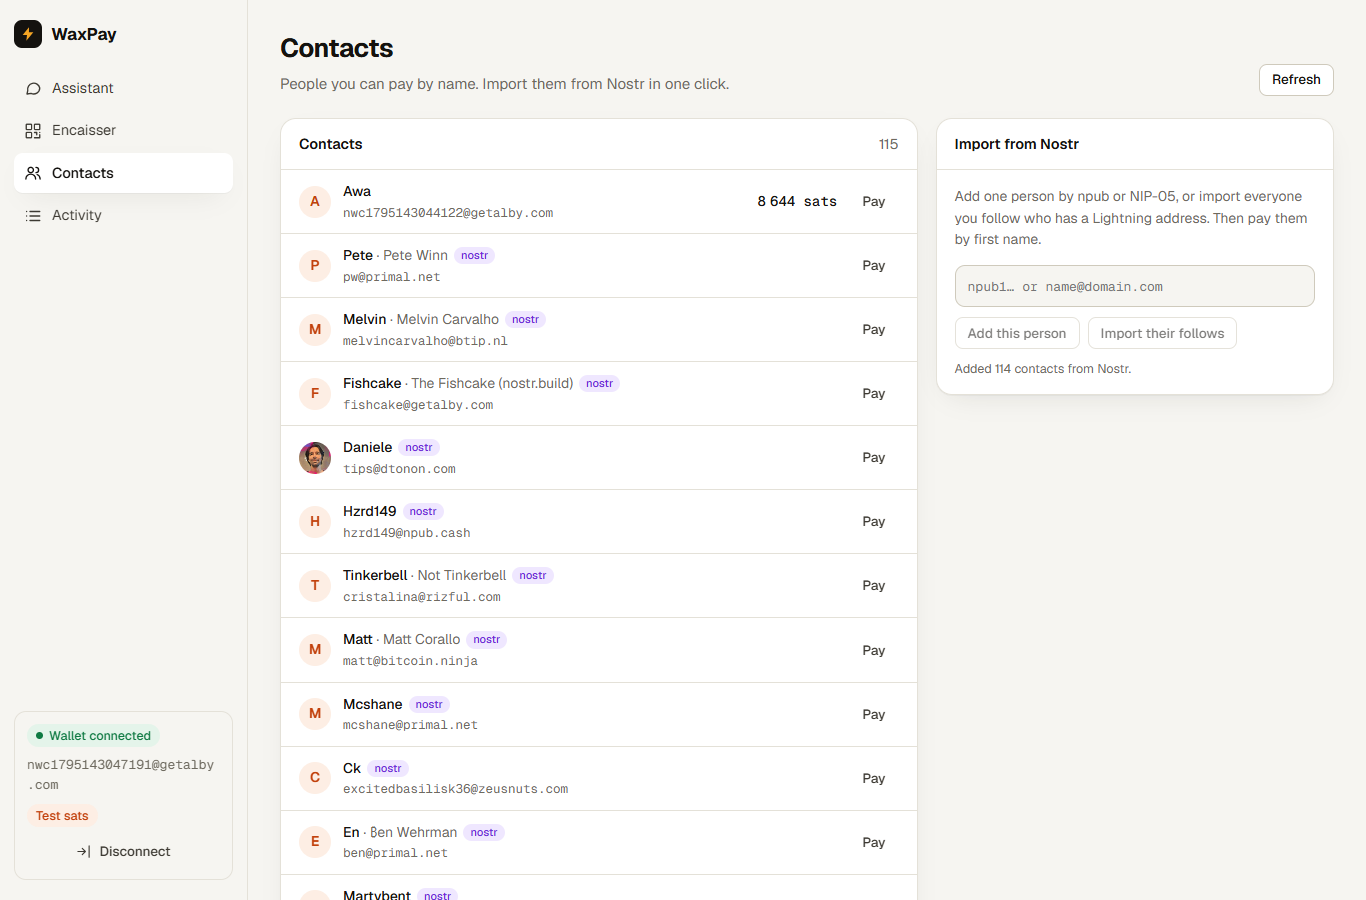 WaxPay
Assistant
Encaisser
Contacts
Activity
Wallet connected
nwc1795143047191@getalby
.com
Test sats
Disconnect
Contacts
People you can pay by name. Import them from Nostr in one click.
Refresh
Contacts 115
A Awa
nwc1795143044122@getalby.com
8 644 sats Pay
P Pete · Pete Winn nostr
pw@primal.net
Pay
M Melvin · Melvin Carvalho nostr
melvincarvalho@btip.nl
Pay
F Fishcake · The Fishcake (nostr.build) nostr
fishcake@getalby.com
Pay
Daniele nostr
tips@dtonon.com
Pay
H Hzrd149 nostr
hzrd149@npub.cash
Pay
T Tinkerbell · Not Tinkerbell nostr
cristalina@rizful.com
Pay
M Matt · Matt Corallo nostr
matt@bitcoin.ninja
Pay
M Mcshane nostr
mcshane@primal.net
Pay
C Ck nostr
excitedbasilisk36@zeusnuts.com
Pay
E En · ₿en Wehrman nostr
ben@primal.net
Pay
Martybent nostr
Import from Nostr
Add one person by npub or NIP-05, or import everyone
you follow who has a Lightning address. Then pay them
by first name.
npub1… or name@domain.com
Add this person Import their follows
Added 114 contacts from Nostr.